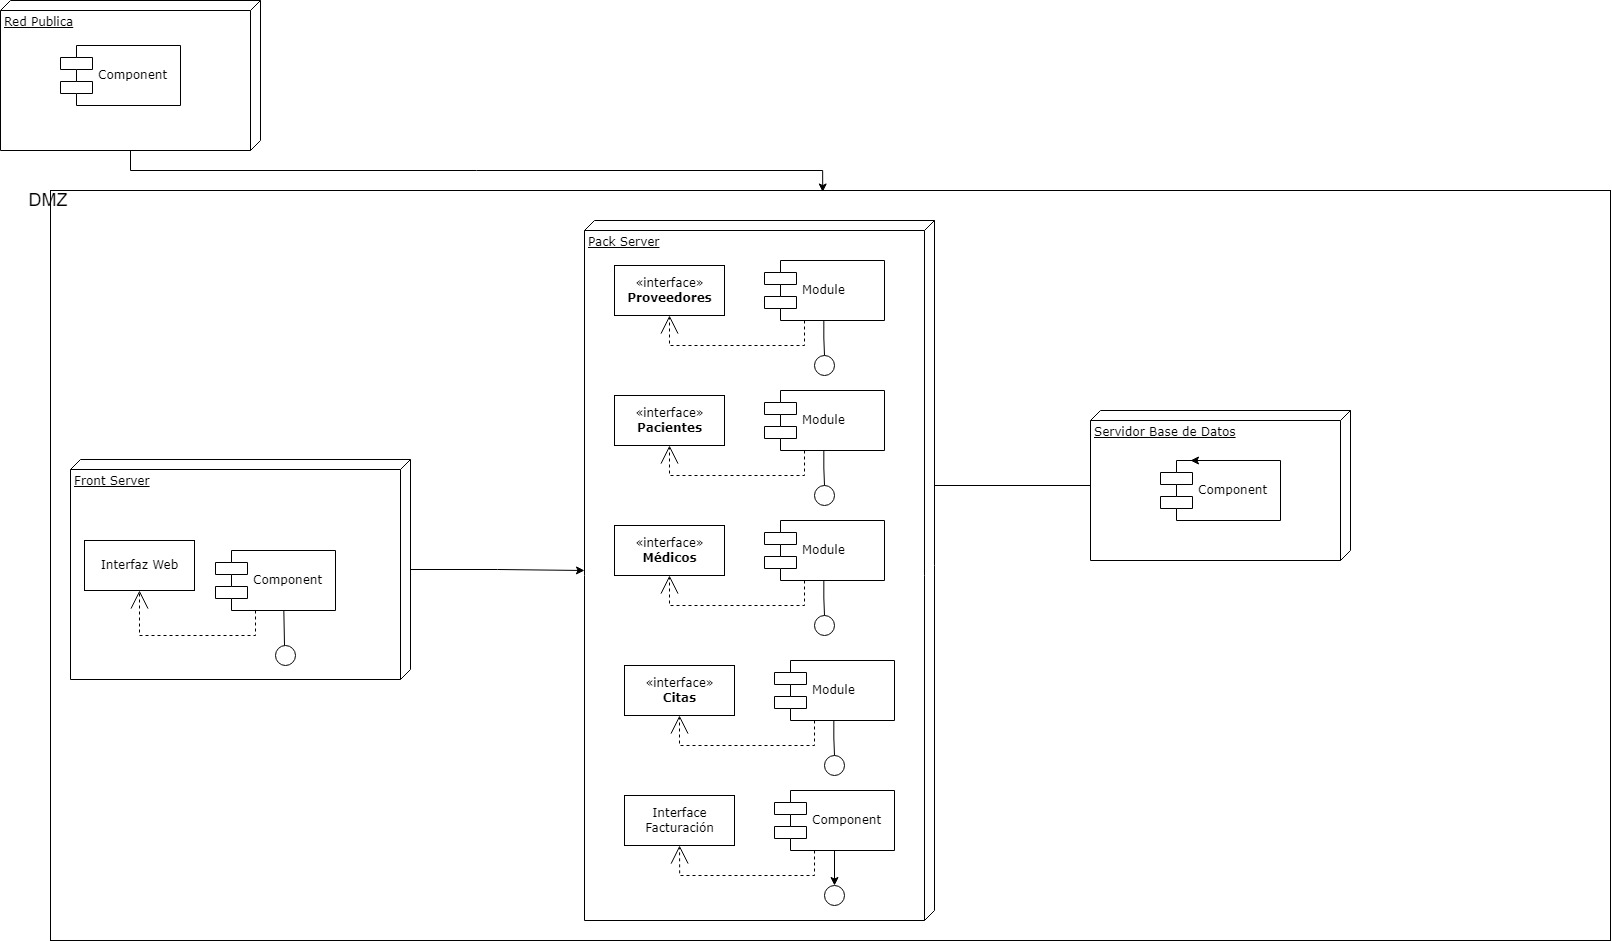 Red Publica
Component
DMZ
Pack Server
«interface»
Proveedores
Module
«interface»
Pacientes
Module
«interface»
Médicos
Module
«interface»
Citas
Module
Interface
Facturación
Component
Front Server
Interfaz Web
Component
Servidor Base de Datos
Component